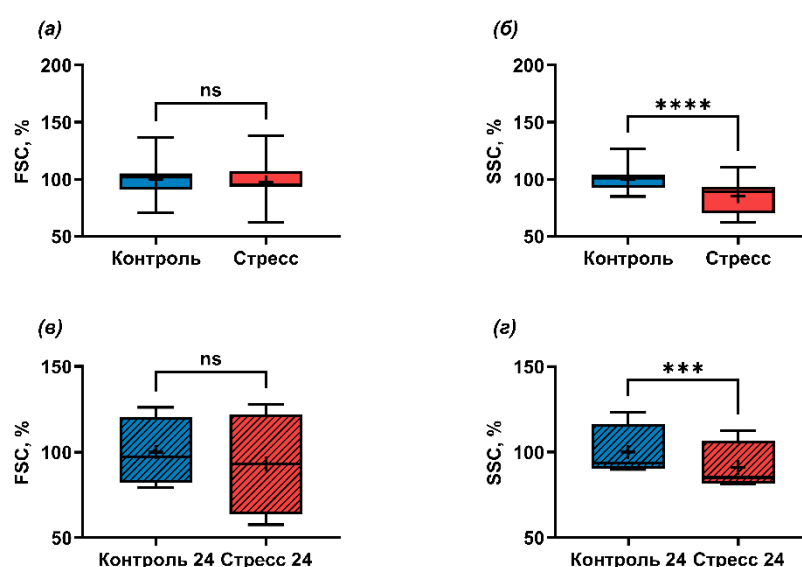 (а)
FSC, %
200
150
100
50
ns
Контроль Стресс
(б)
SSC, %
200
150
100
50
****
Контроль Стресс
(в)
FSC, %
150
100
50
ns
Контроль 24 Стресс 24
(г)
SSC, %
150
100
50
***
Контроль 24 Стресс 24